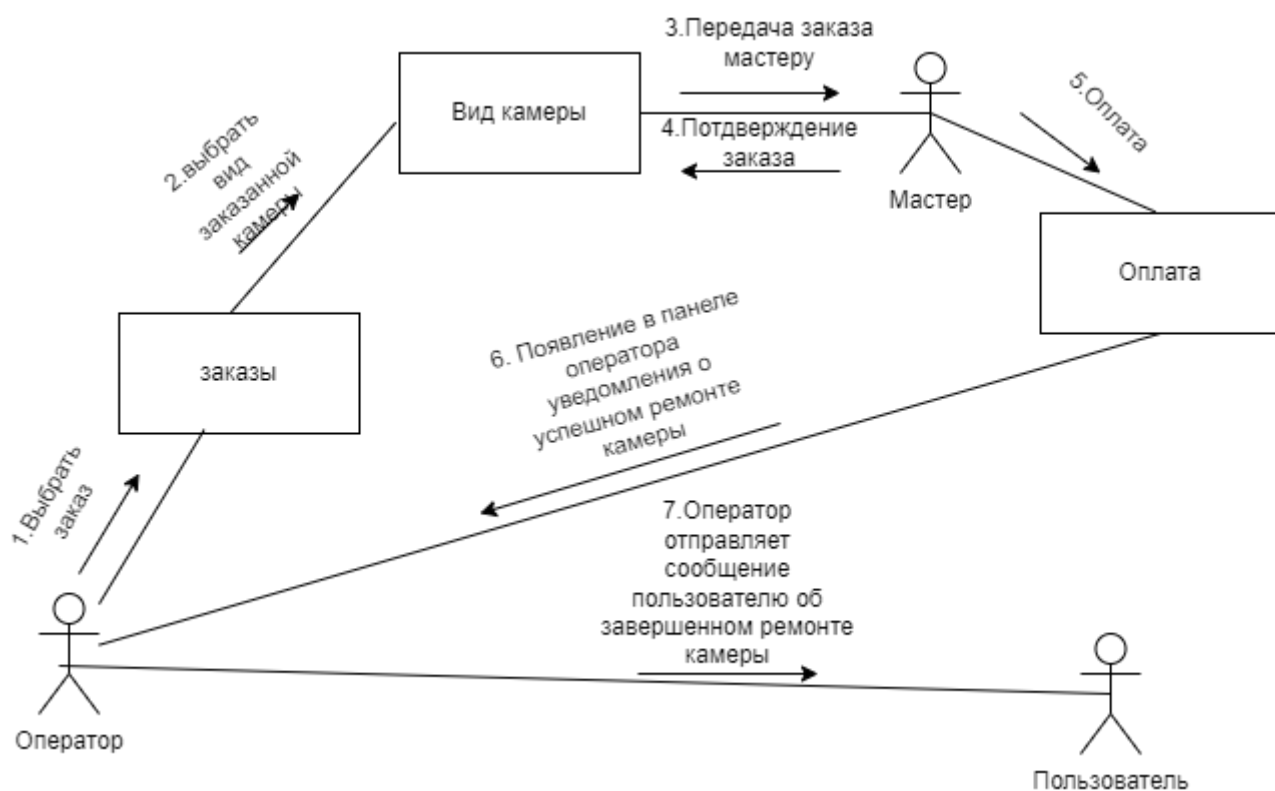 3.Передача заказа
мастеру
Вид камеры
4.Потдверждение
заказа
Мастер
5.Оплата
Оплата
2.выбрать
вид
заказанной
камеры
заказы
1.Выбрать
заказ
6. Появление в панеле
оператора
уведомления о
успешном ремонте
камеры
7.Оператор
отправляет
сообщение
пользователю об
завершенном ремонте
камеры
Оператор
Пользователь